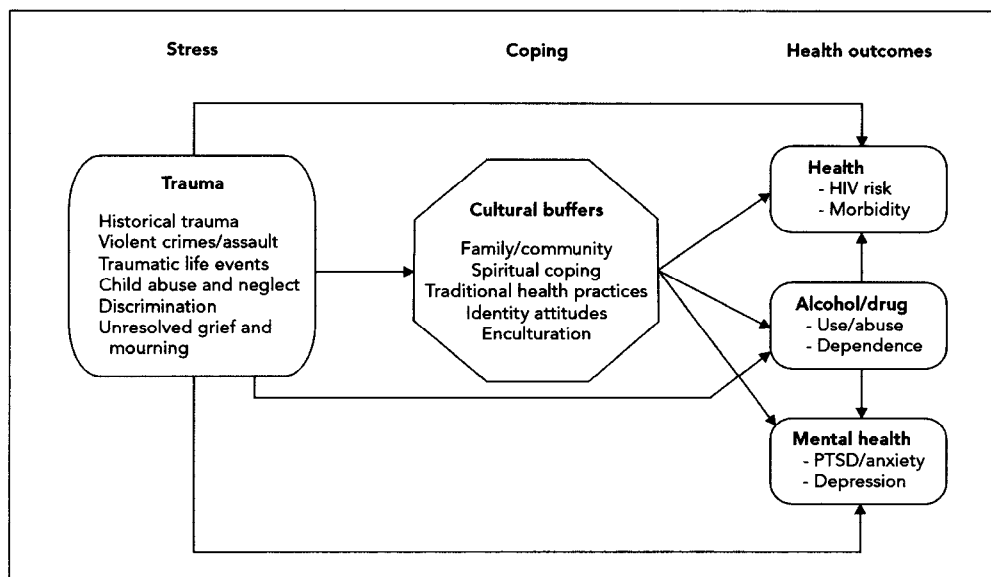 Stress
Coping
Health outcomes
Trauma
Historical trauma
Violent crimes/assault
Traumatic life events
Child abuse and neglect
Discrimination
Unresolved grief and
mourning
Cultural buffers
Family/community
Spiritual coping
Traditional health practices
Identity attitudes
Enculturation
Health
- HIV risk
- Morbidity
Alcohol/drug
- Use/abuse
- Dependence
Mental health
- PTSD/anxiety
- Depression